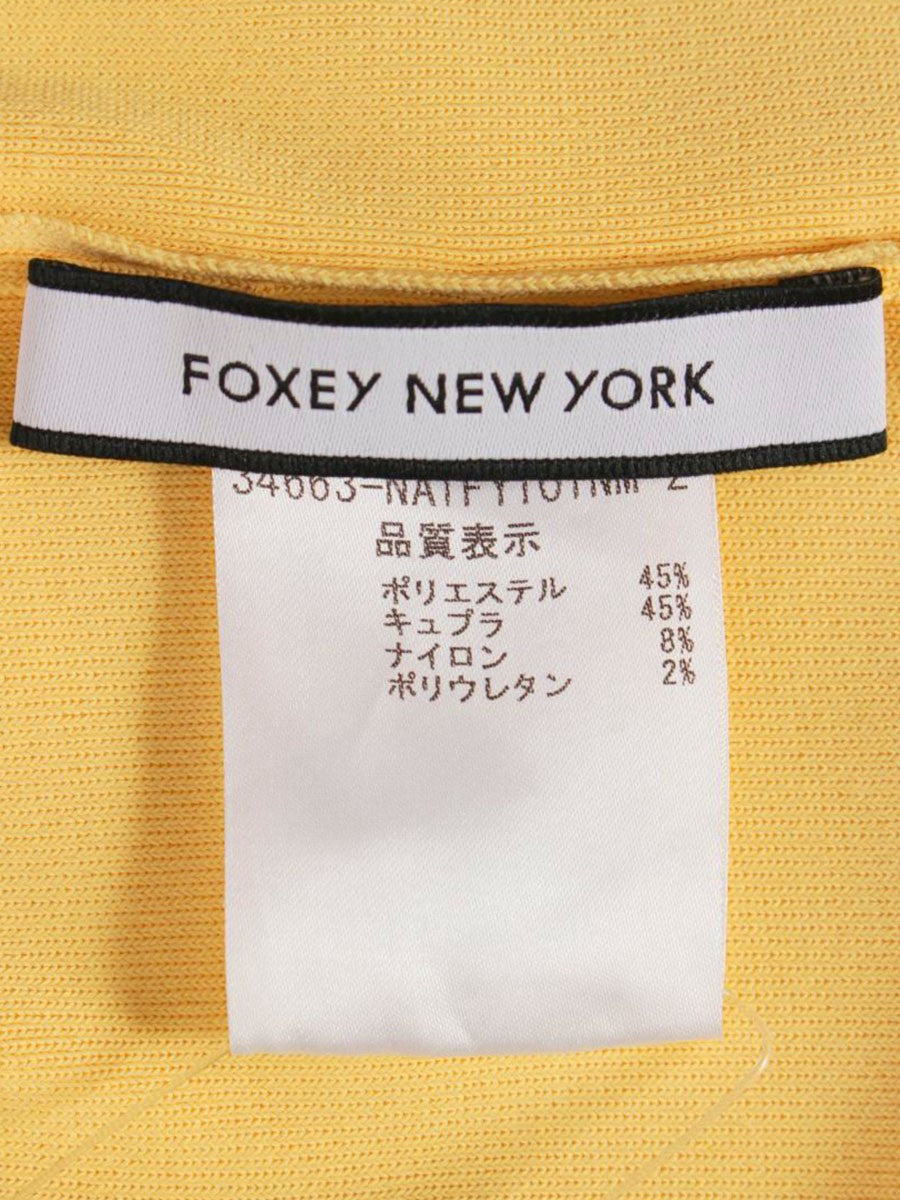 FOXEY NEW YORK
品質表示
ポリエステル 45%
キュプラ 45%
ナイロン 8%
ポリウレタン 2%